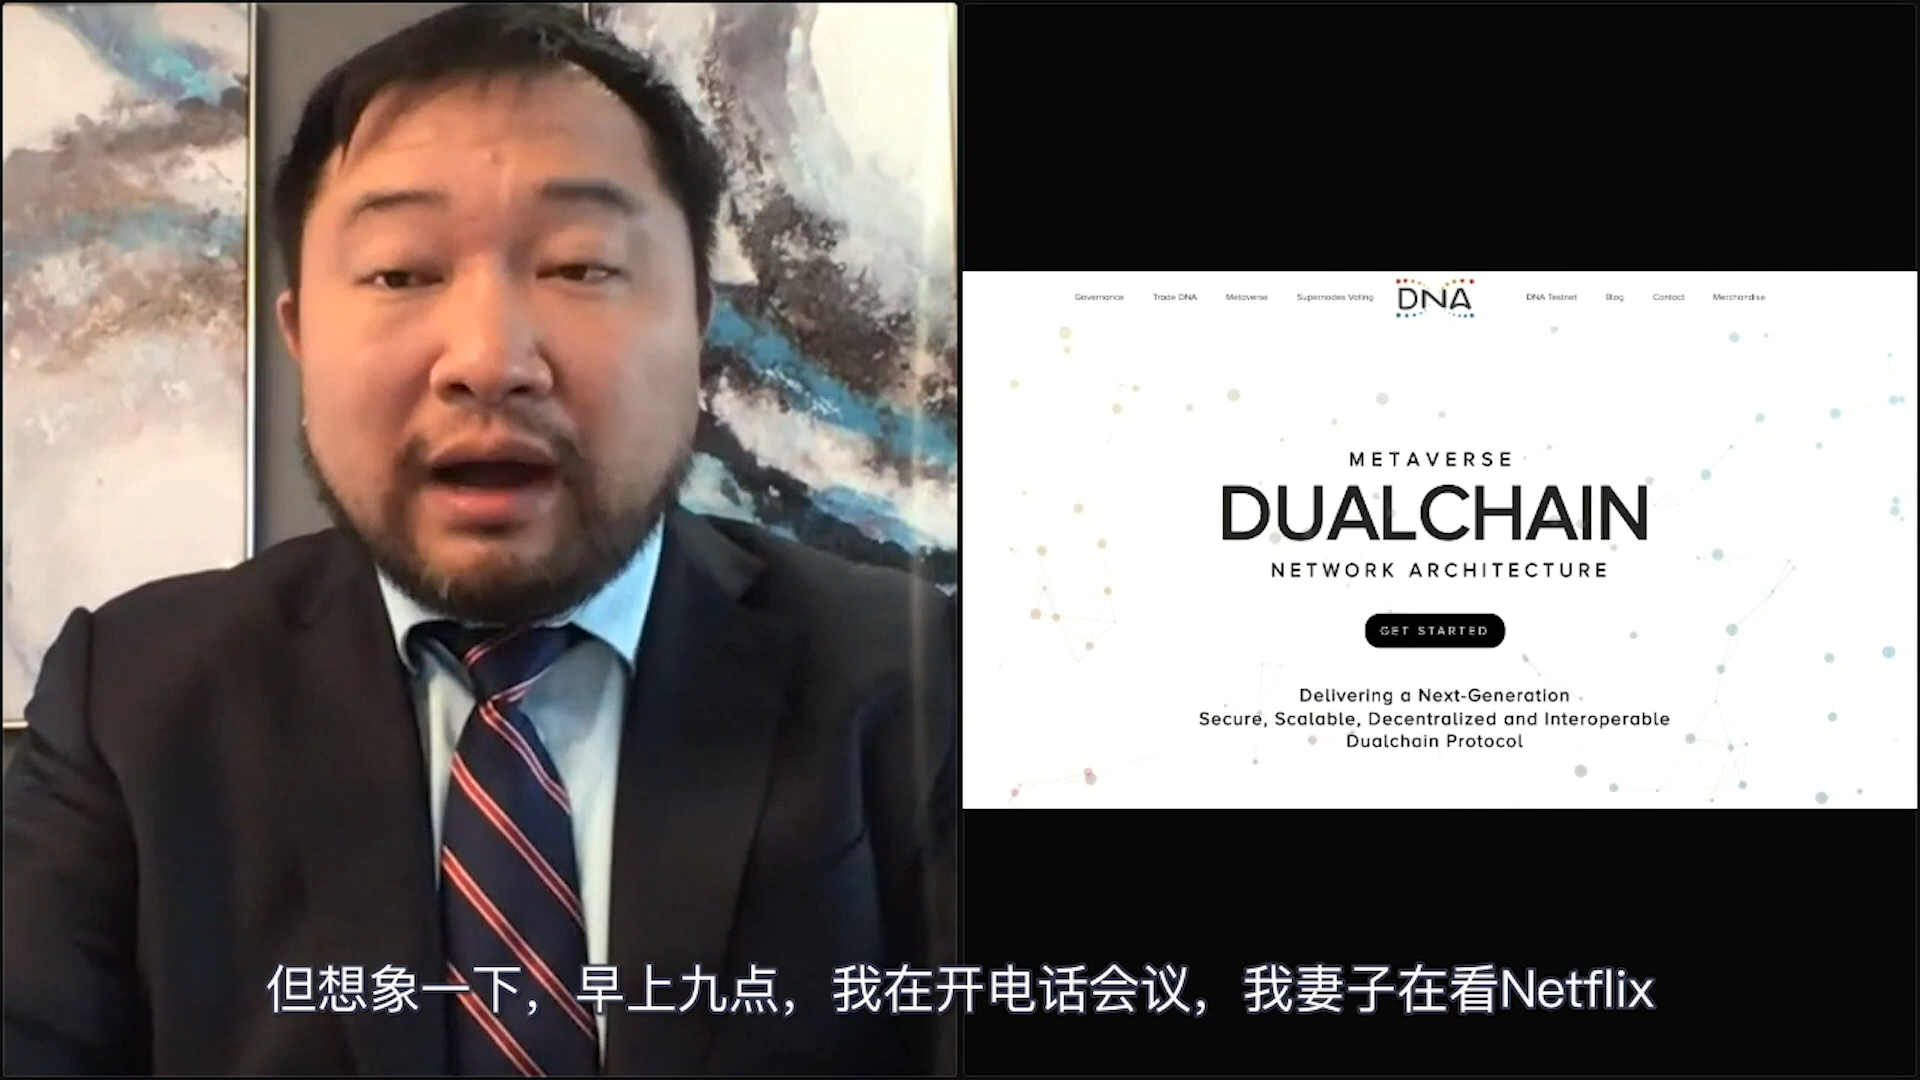 Governance Trade DNA Metaverse Supernodes Voting DNA DNA Testnet Blog Contact Merchandise
METAVERSE
DUALCHAIN
NETWORK ARCHITECTURE
GET STARTED
Delivering a Next-Generation
Secure, Scalable, Decentralized and Interoperable
Dualchain Protocol
但想象一下，早上九点，我在开电话会议，我妻子在看Netflix